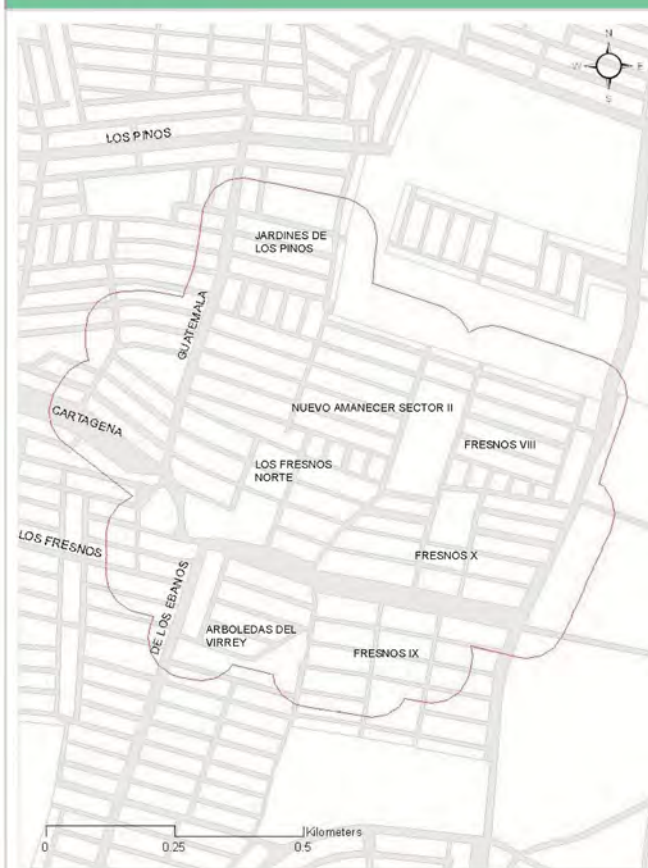 N
W E
S
LOS PINOS
JARDINES DE
LOS PINOS
GUATEMALA
CARTAGENA
NUEVO AMANECER SECTOR II
FRESNOS VIII
LOS FRESNOS
NORTE
LOS FRESNOS
FRESNOS X
DE LOS EBANOS
ARBOLEDAS DEL
VIRREY
FRESNOS IX
Kilometers
0 0.25 0.5